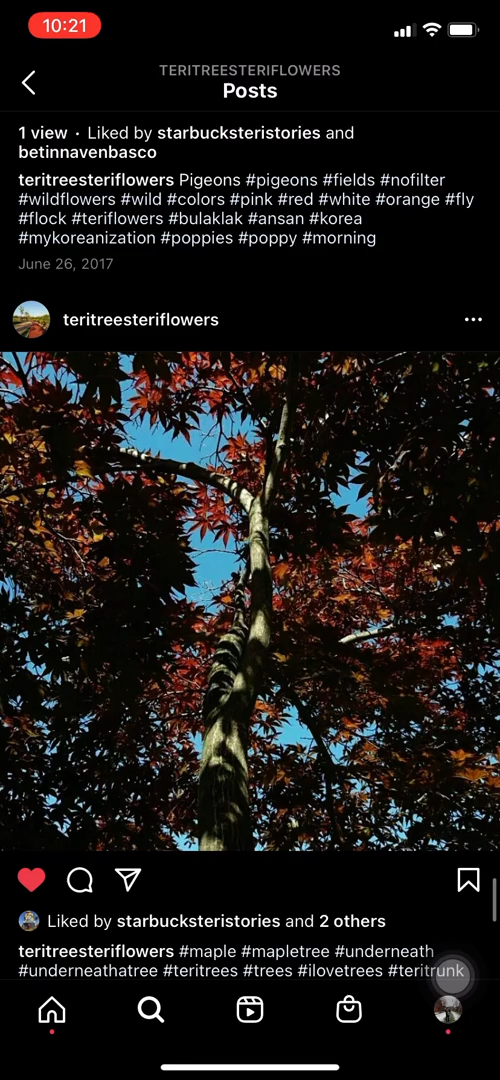 10:21
TERITREESTERIFLOWERS
Posts
1 view · Liked by starbucksteristories and
betinnavenbasco
teritreesteriflowers Pigeons #pigeons #fields #nofilter
#wildflowers #wild #colors #pink #red #white #orange #fly
#flock #teriflowers #bulaklak #ansan #korea
#mykoreanization #poppies #poppy #morning
June 26, 2017
teritreesteriflowers
Liked by starbucksteristories and 2 others
teritreesteriflowers #maple #mapletree #underneath
#underneathatree #teritrees #trees #ilovetrees #teritrunk